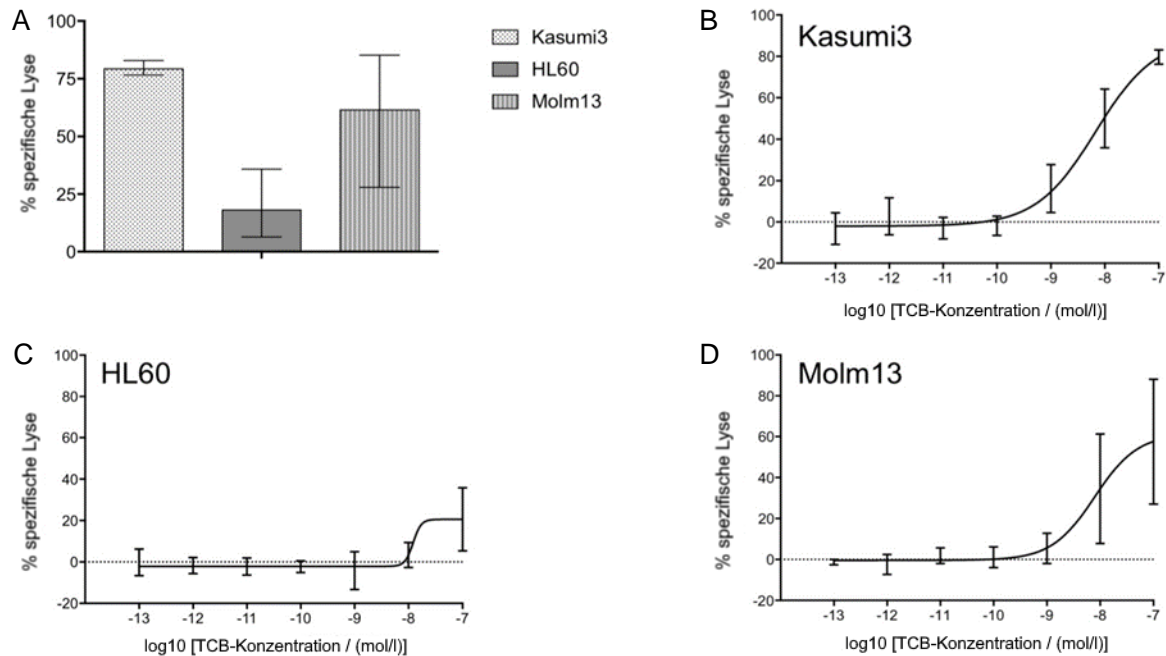 A
% spezifische Lyse
100
75
50
25
0
Kasumi3
HL60
Molm13
B
Kasumi3
% spezifische Lyse
100
80
60
40
20
0
-20
-13 -12 -11 -10 -9 -8 -7
log10 [TCB-Konzentration / (mol/l)]
C
HL60
% spezifische Lyse
100
80
60
40
20
0
-20
-13 -12 -11 -10 -9 -8 -7
log10 [TCB-Konzentration / (mol/l)]
D
Molm13
% spezifische Lyse
100
80
60
40
20
0
-20
-13 -12 -11 -10 -9 -8 -7
log10 [TCB-Konzentration / (mol/l)]